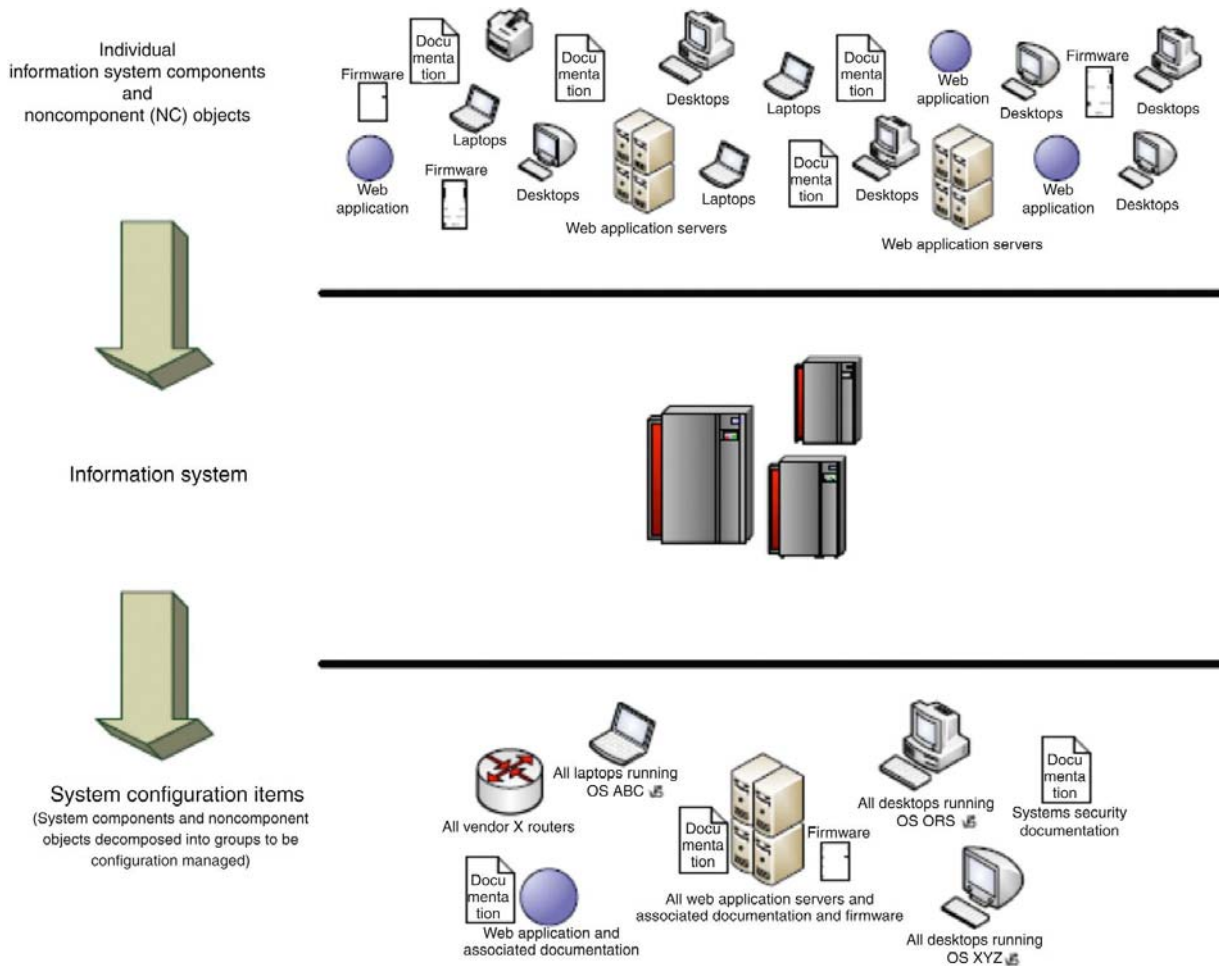 Individual
information system components
and
noncomponent (NC) objects
Docu
menta
tion
Firmware
Docu
menta
tion
Laptops
Desktops
Laptops
Docu
menta
tion
Web
application
Desktops
Firmware
Desktops
Web
application
Firmware
Desktops
Web application servers
Laptops
Docu
menta
tion
Desktops
Web application servers
Web
application
Desktops
Information system
System configuration items
(System components and noncomponent
objects decomposed into groups to be
configuration managed)
All vendor X routers
All laptops running
OS ABC
Docu
menta
tion
Firmware
All web application servers and
associated documentation and firmware
All desktops running
OS ORS
Docu
menta
tion
Systems security
documentation
Docu
menta
tion
Web application and
associated documentation
All desktops running
OS XYZ